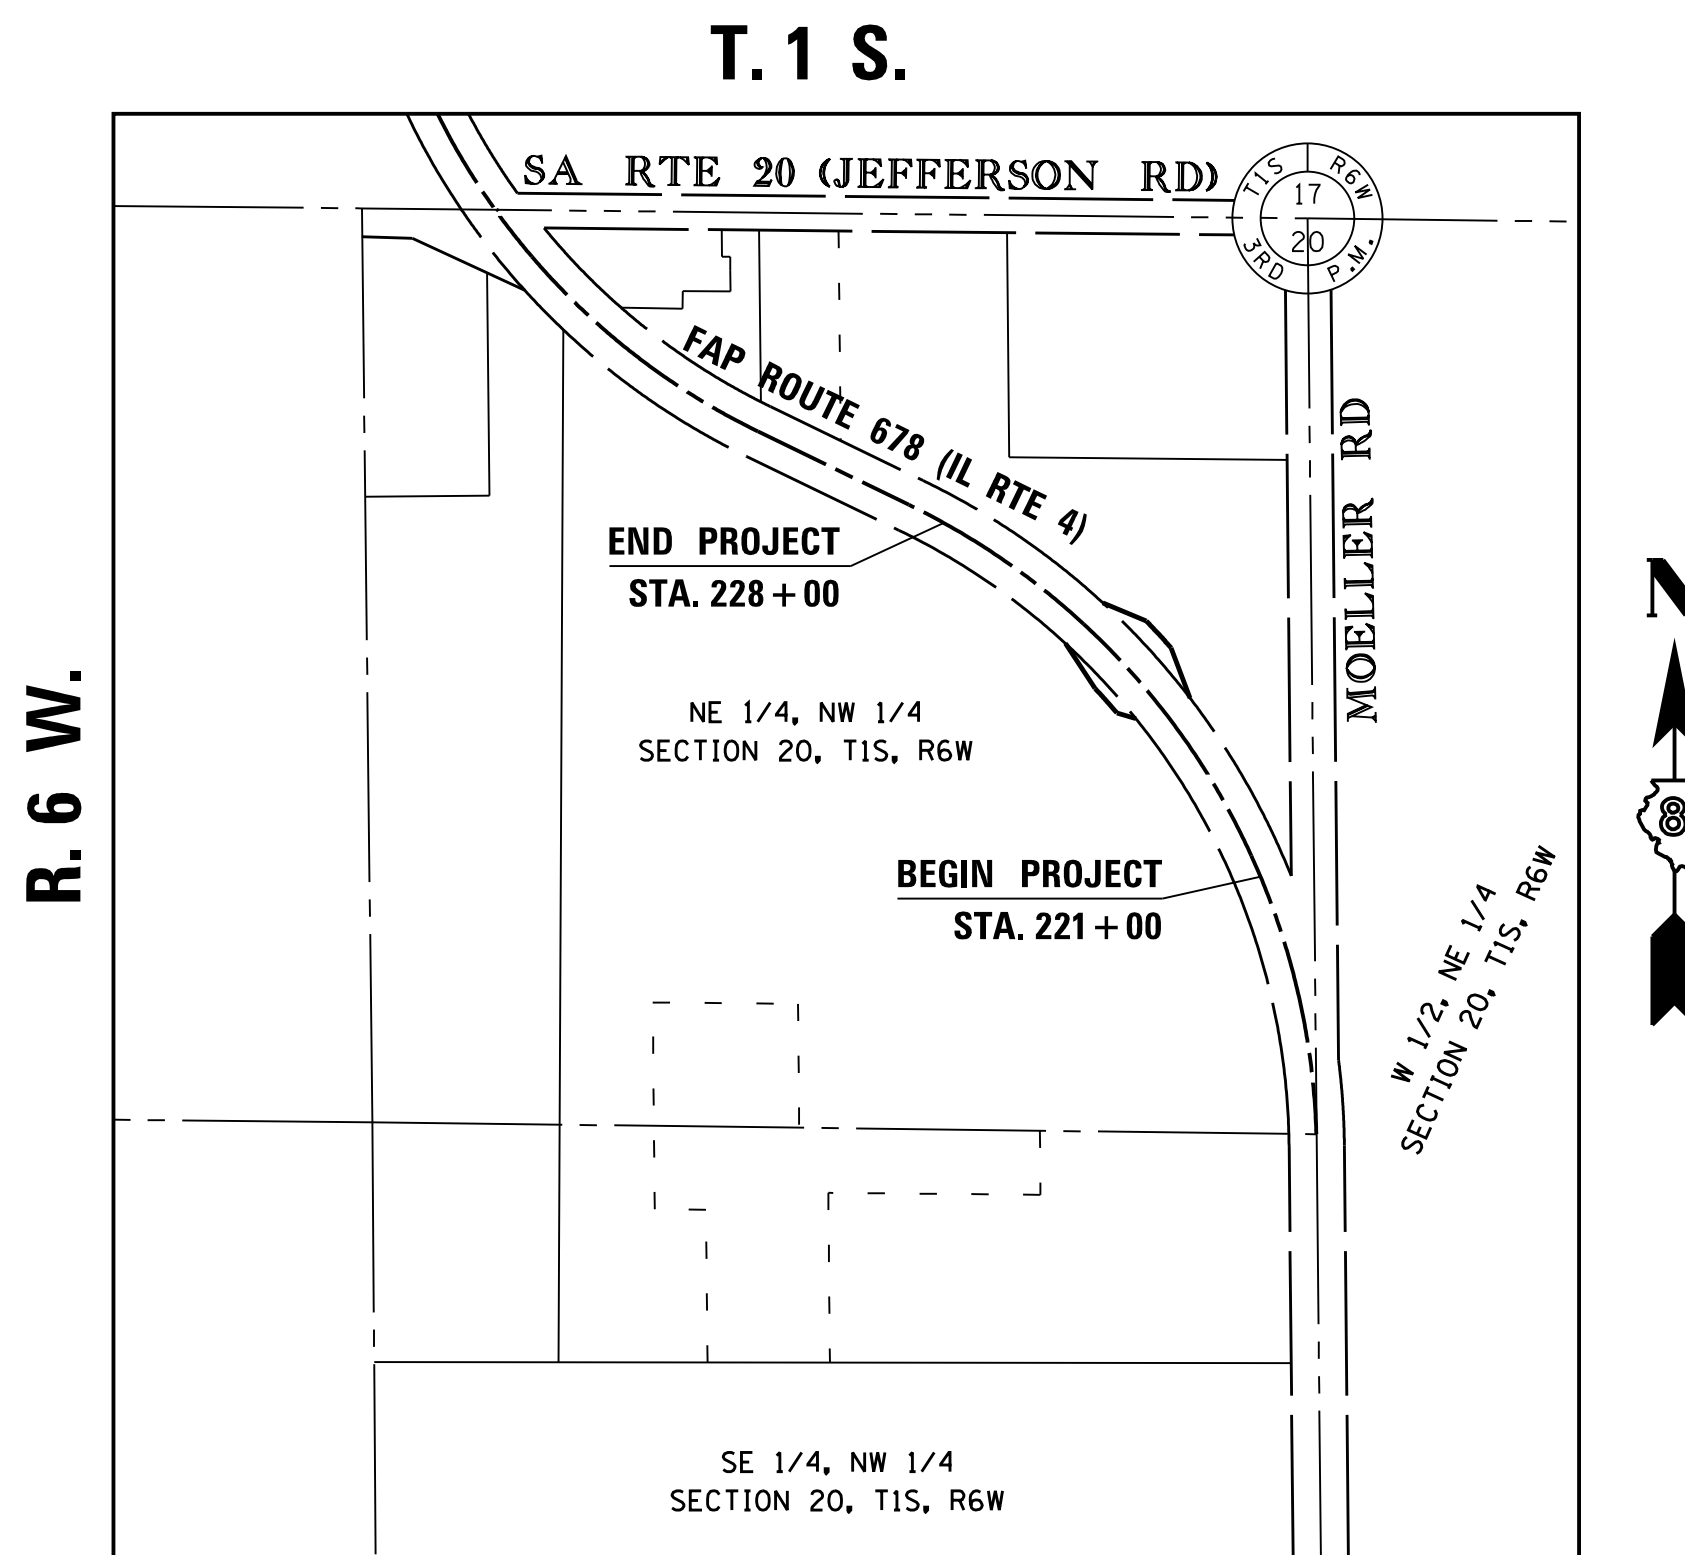 T. 1 S.
SA RTE 20 (JEFFERSON RD)
T1S R6W
17
20
3RD P.M.
FAP ROUTE 678 (IL RTE 4)
MOELLER RD
END PROJECT
STA. 228+00
N
R. 6 W.
NE 1/4, NW 1/4
SECTION 20, T1S, R6W
8
BEGIN PROJECT
STA. 221+00
W 1/2, NE 1/4
SECTION 20, T1S, R6W
SE 1/4, NW 1/4
SECTION 20, T1S, R6W